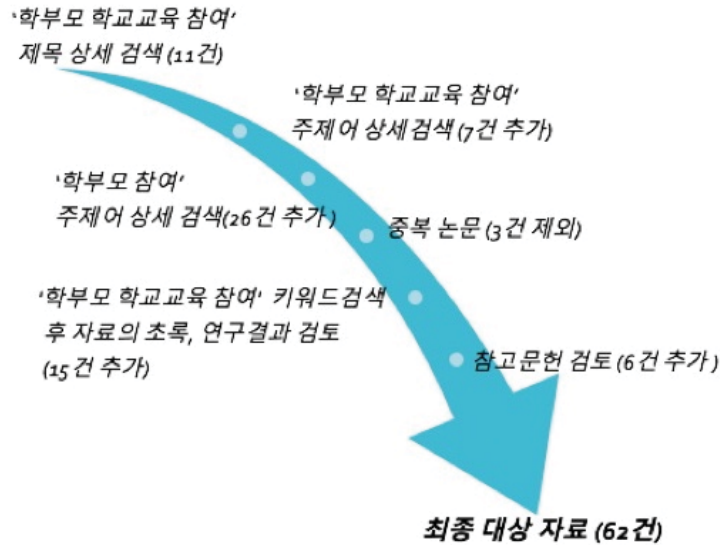 ‘학부모 학교교육 참여’
제목 상세 검색 (11건)
‘학부모 학교교육 참여’
주제어 상세검색 (7건 추가)
‘학부모 참여’
주제어 상세 검색(26건 추가)
중복 논문 (3건 제외)
‘학부모 학교교육 참여’ 키워드검색
후 자료의 초록, 연구결과 검토
(15건 추가)
참고문헌 검토 (6건 추가)
최종 대상 자료 (62건)